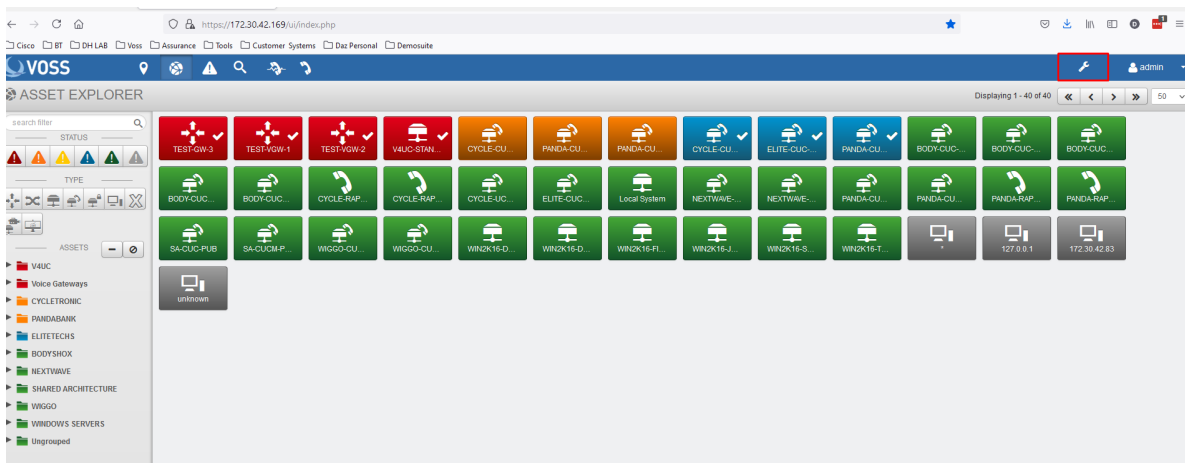 https://172.30.42.169/ui/index.php
Cisco BT DH LAB Voss Assurance Tools Customer Systems Daz Personal Demosuite
VOSS admin
ASSET EXPLORER Displaying 1 - 40 of 40 50
search filter
STATUS
TYPE
ASSETS
V4UC
Voice Gateways
CYCLETRONIC
PANDABANK
ELITETECHS
BODYSHOX
NEXTWAVE
SHARED ARCHITECTURE
WIGGO
WINDOWS SERVERS
Ungrouped
TEST-GW-3 TEST-VGW-1 TEST-VGW-2 V4UC-STAN... CYCLE-CU... PANDA-CU... PANDA-CU... CYCLE-CU... ELITE-CUC-... PANDA-CU... BODY-CUC-... BODY-CUC-... BODY-CUC...
BODY-CUC... BODY-CUC... CYCLE-RAP... CYCLE-RAP... CYCLE-UC... ELITE-CUC... Local System NEXTWAVE-... NEXTWAVE-... PANDA-CU... PANDA-CU... PANDA-RAP... PANDA-RAP...
SA-CUC-PUB SA-CUCM-P... WIGGO-CU... WIGGO-CU... WIN2K16-D... WIN2K16-D... WIN2K16-FI... WIN2K16-J... WIN2K16-S... WIN2K16-T... * 127.0.0.1 172.30.42.83
unknown